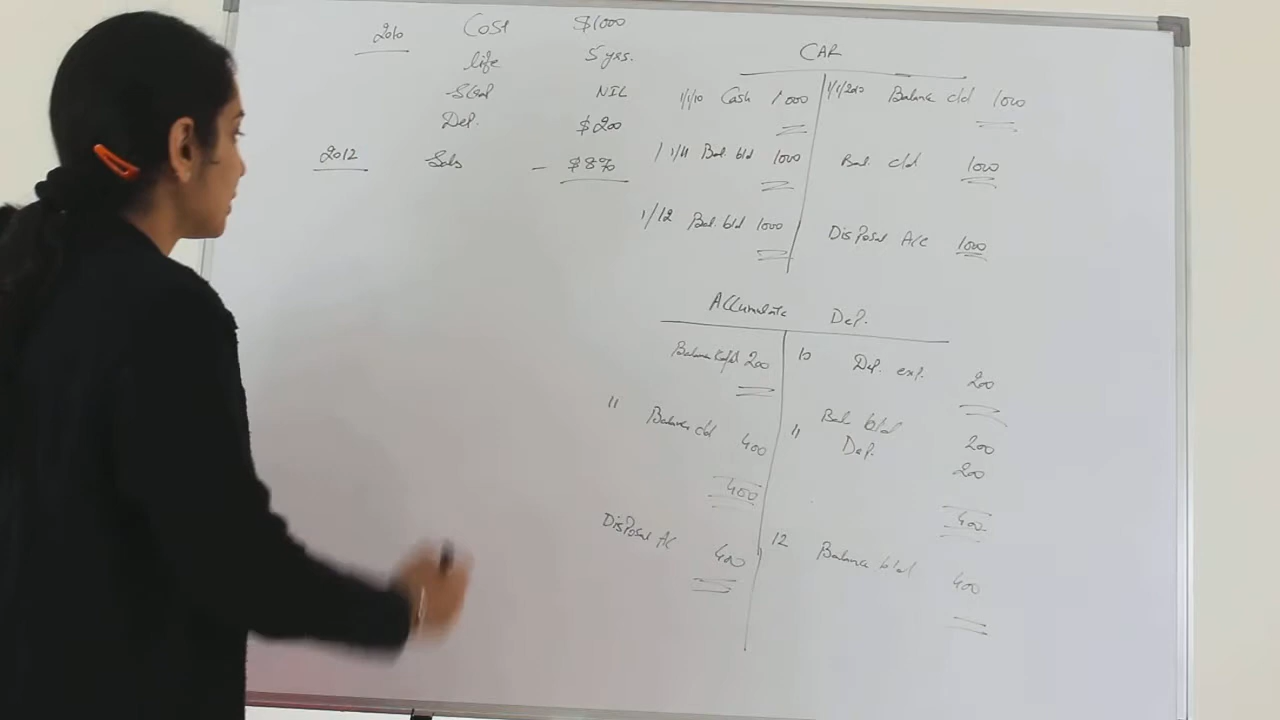 2010 Cost $1000
life 5 yrs.
NIL
Dep. $200
2012 Sales - $870
CAR
1/1/10 Cash 1000
1/1/2010 Balance c/d 1000
1/11 Bal. b/d 1000
Bal. c/d 1000
1/12 Bal. b/d 1000
Disposal A/c 1000
Accumulate Dep.
Balance 200
10 Dep. exp. 200
11 Balance c/d 400
11 Bal b/d 200
Dep. 200
400
400
Disposal A/c 400
12 Balance b/d 400